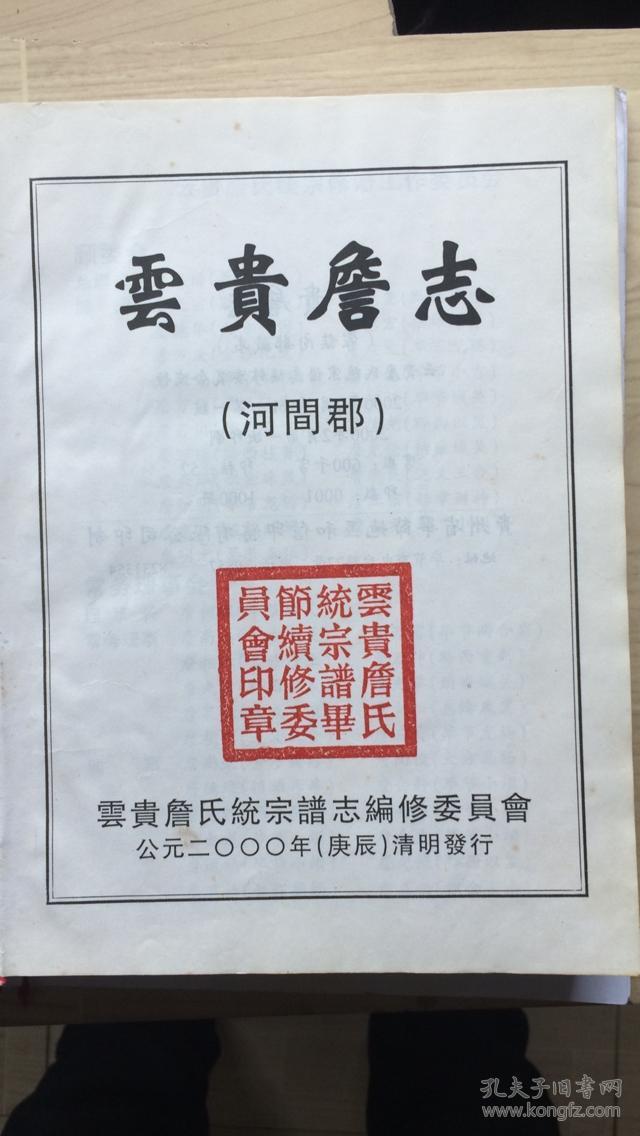 雲貴詹志
(河間郡)
雲貴詹氏
統宗譜畢
節續修委
員會印章
雲貴詹氏統宗譜志編修委員會
公元二〇〇〇年(庚辰)清明發行
孔夫子旧书网
www.kongfz.com